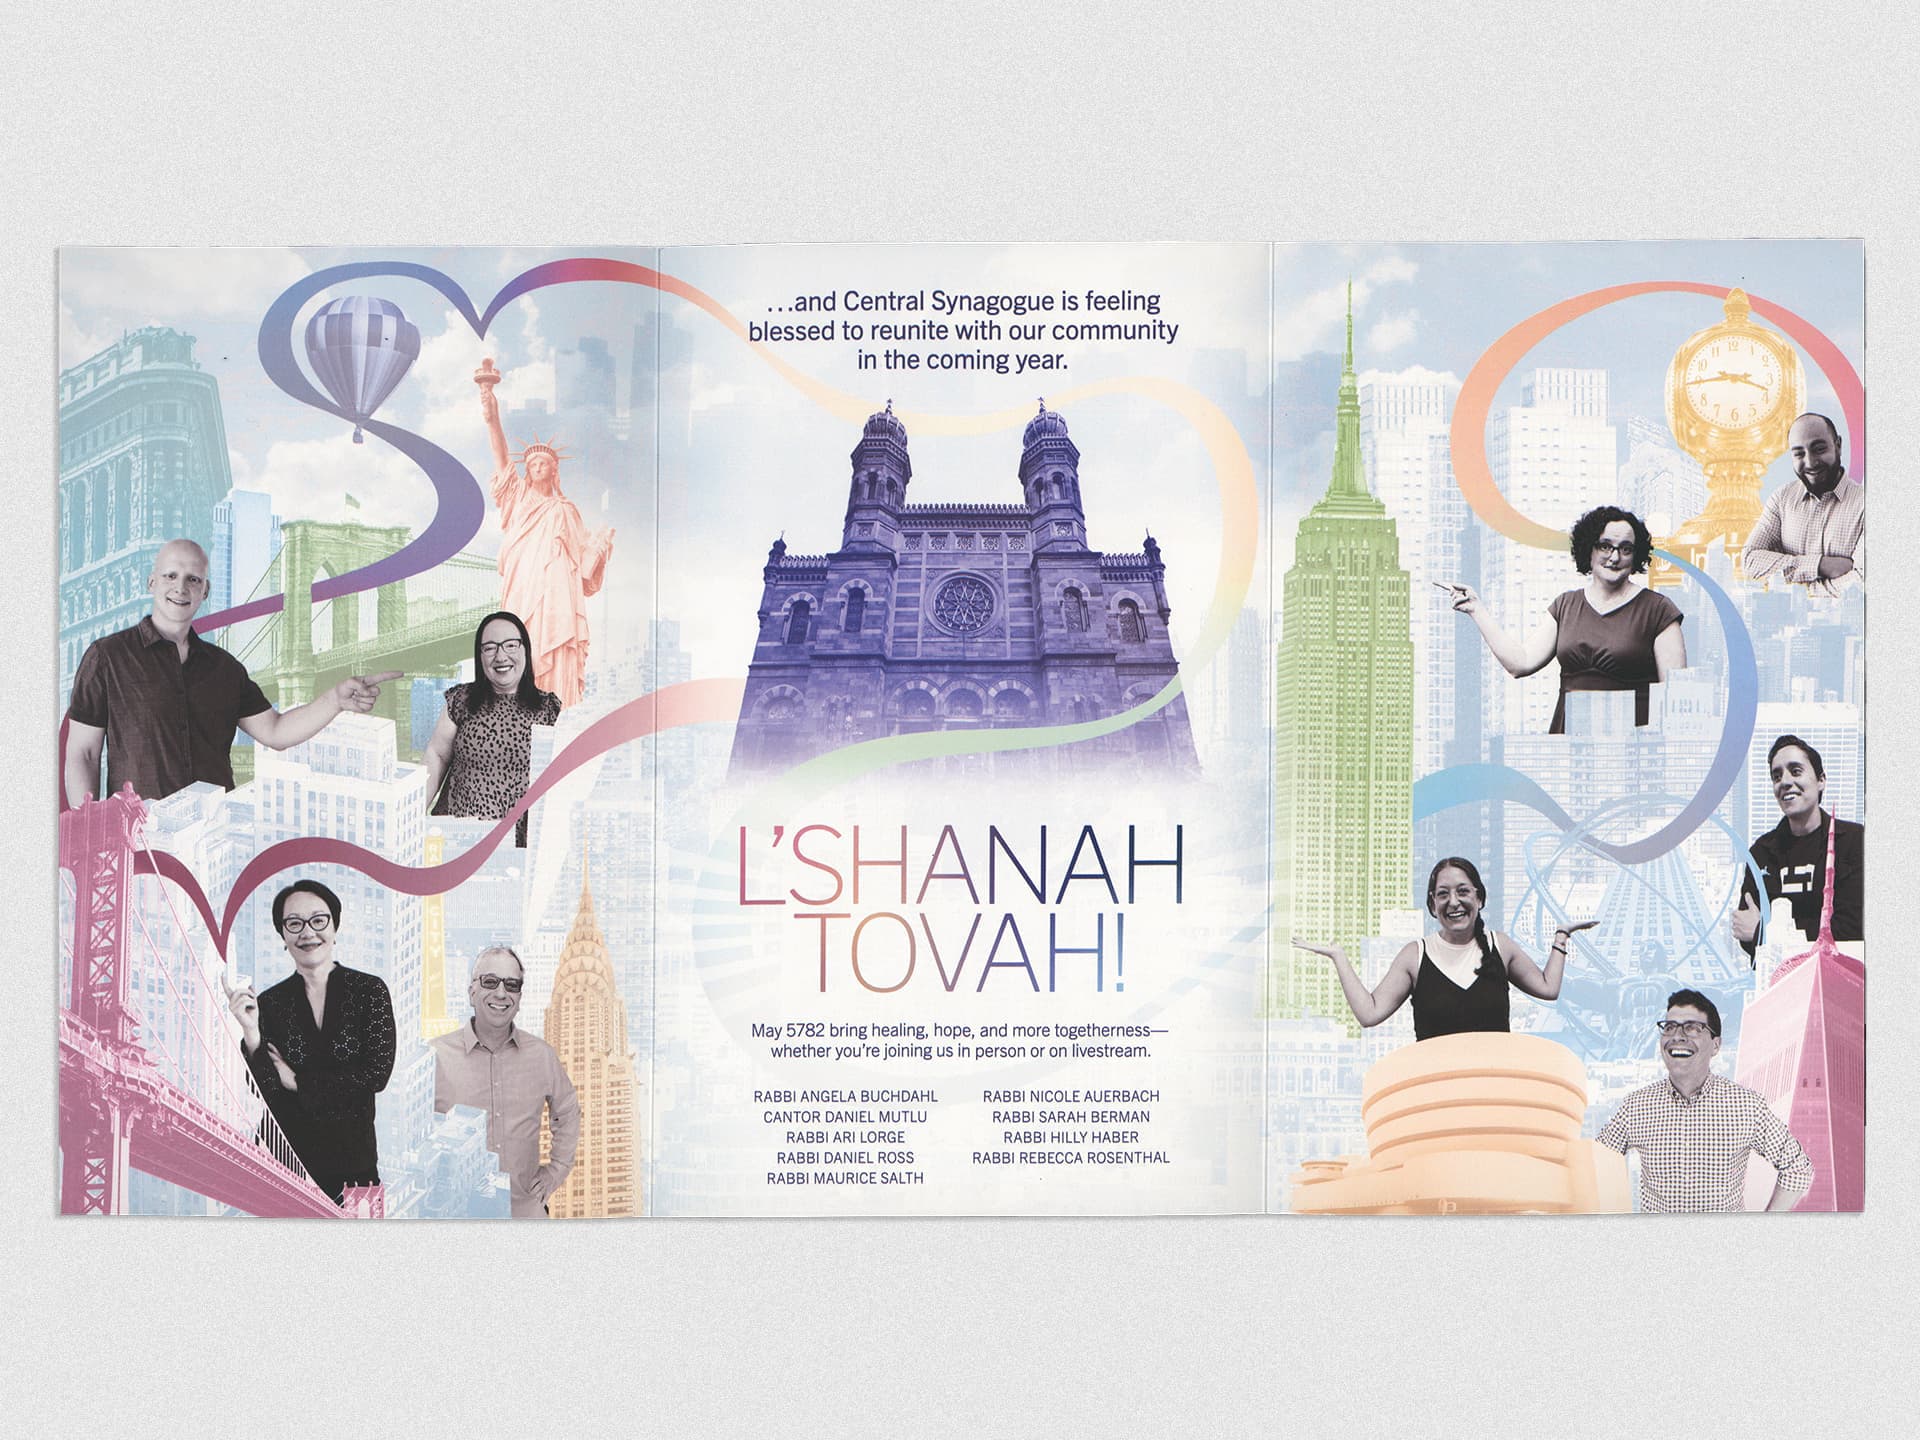 ...and Central Synagogue is feeling
blessed to reunite with our community
in the coming year.
L'SHANAH
TOVAH!
May 5782 bring healing, hope, and more togetherness—
whether you're joining us in person or on livestream.
RABBI ANGELA BUCHDAHL
CANTOR DANIEL MUTLU
RABBI ARI LORGE
RABBI DANIEL ROSS
RABBI MAURICE SALTH
RABBI NICOLE AUERBACH
RABBI SARAH BERMAN
RABBI HILLY HABER
RABBI REBECCA ROSENTHAL